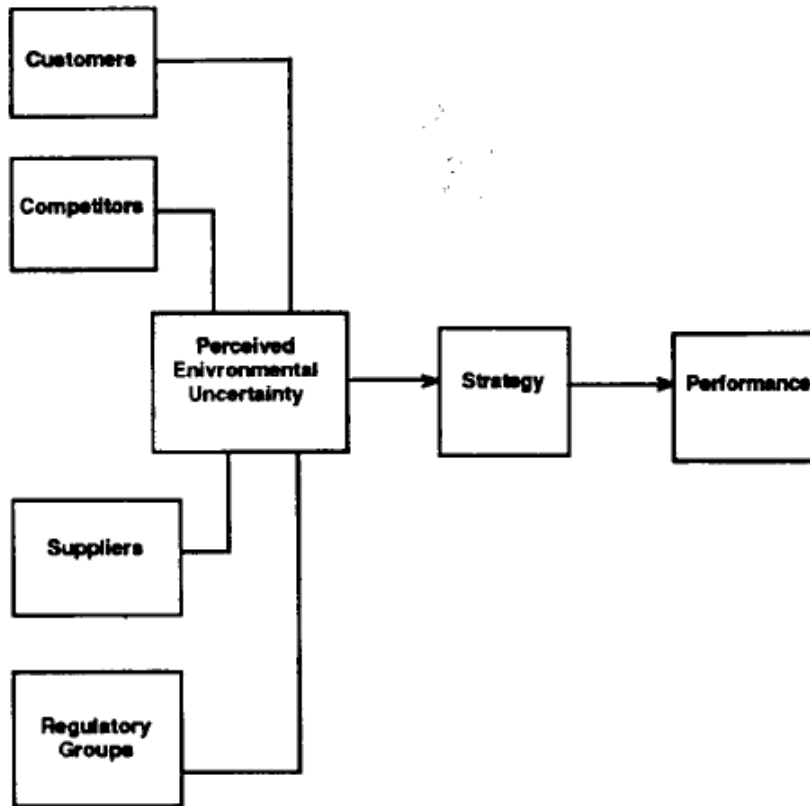 Customers
Competitors
Perceived
Enivronmental
Uncertainty
Strategy
Performance
Suppliers
Regulatory
Groups